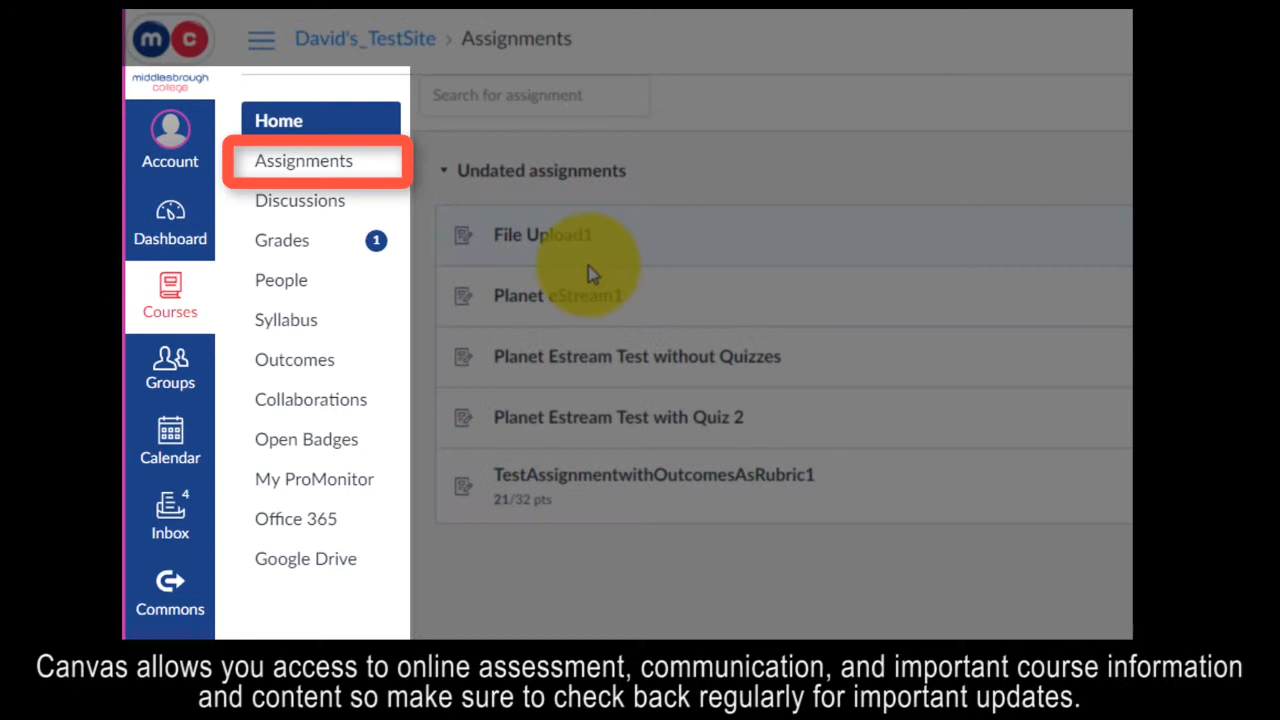 m c
middlesbrough
college
David's_TestSite › Assignments
Search for assignment
Account
Dashboard
Courses
Groups
Calendar
4
Inbox
Commons
Home
Assignments
Discussions
Grades 1
People
Syllabus
Outcomes
Collaborations
Open Badges
My ProMonitor
Office 365
Google Drive
Undated assignments
File Upload1
Planet eStream1
Planet Estream Test without Quizzes
Planet Estream Test with Quiz 2
TestAssignmentwithOutcomesAsRubric1
21/32 pts
Canvas allows you access to online assessment, communication, and important course information
and content so make sure to check back regularly for important updates.